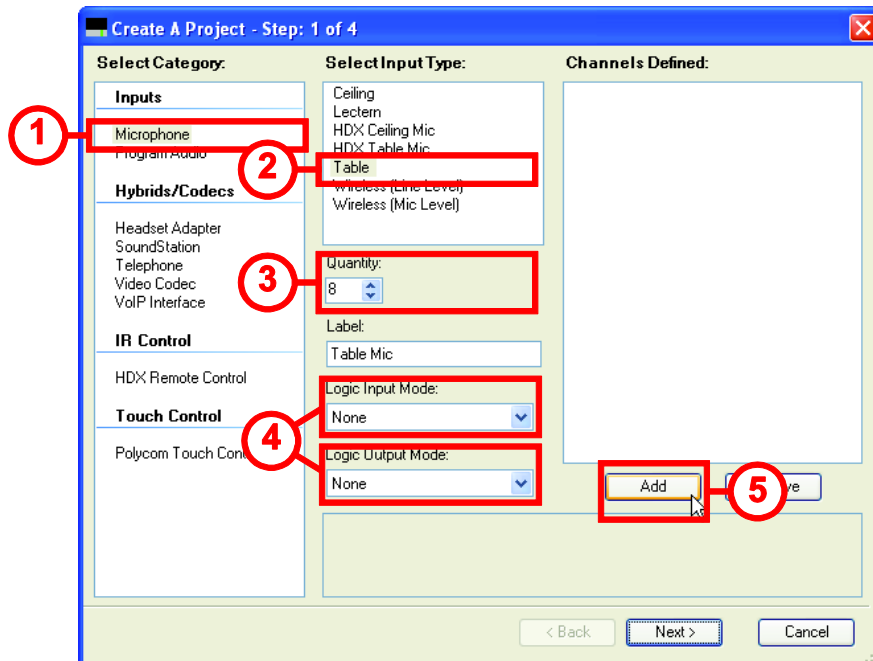 Create A Project - Step: 1 of 4
Select Category:
Inputs
Microphone
Program Audio
Hybrids/Codecs
Headset Adapter
SoundStation
Telephone
Video Codec
VoIP Interface
IR Control
HDX Remote Control
Touch Control
Polycom Touch
Select Input Type:
Ceiling
Lectern
HDX Ceiling Mic
HDX Table Mic
Table
Wireless (Line Level)
Wireless (Mic Level)
Quantity:
8
Label:
Table Mic
Logic Input Mode:
None
Logic Output Mode:
None
Channels Defined:
Add
< Back
Next >
Cancel
1
2
3
4
5